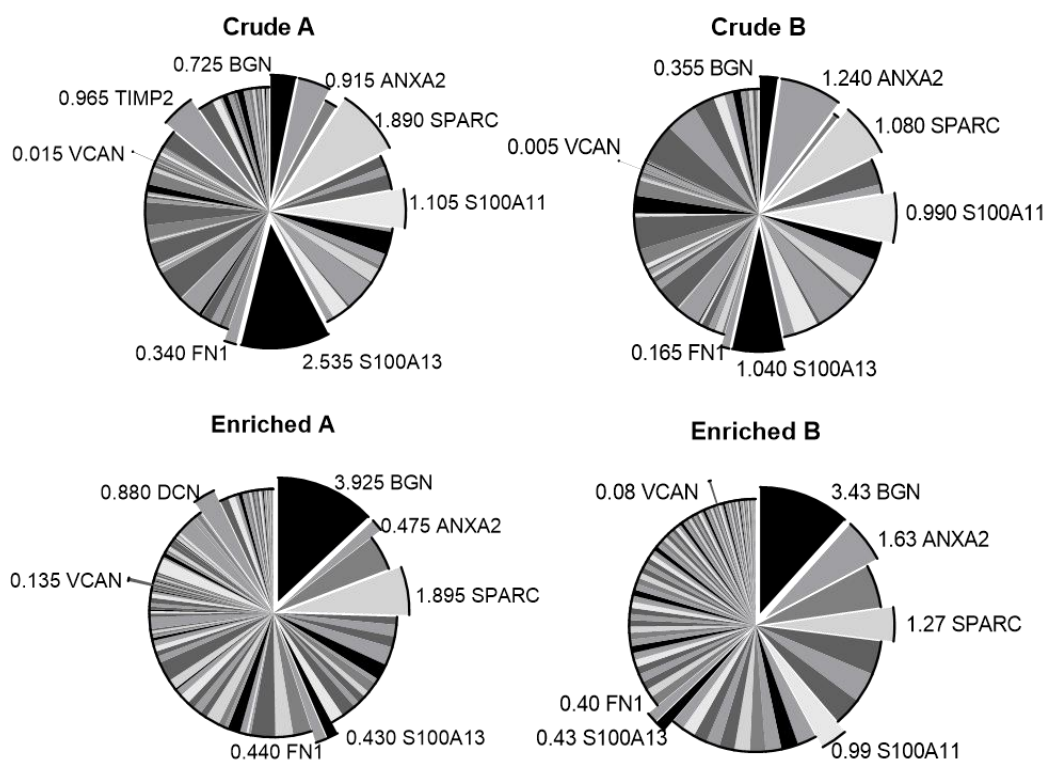 Crude A
0.725 BGN
0.915 ANXA2
0.965 TIMP2
1.890 SPARC
0.015 VCAN
1.105 S100A11
0.340 FN1
2.535 S100A13
Crude B
0.355 BGN
1.240 ANXA2
1.080 SPARC
0.005 VCAN
0.990 S100A11
0.165 FN1
1.040 S100A13
Enriched A
3.925 BGN
0.880 DCN
0.475 ANXA2
0.135 VCAN
1.895 SPARC
0.440 FN1
0.430 S100A13
Enriched B
0.08 VCAN
3.43 BGN
1.63 ANXA2
1.27 SPARC
0.40 FN1
0.43 S100A13
0.99 S100A11